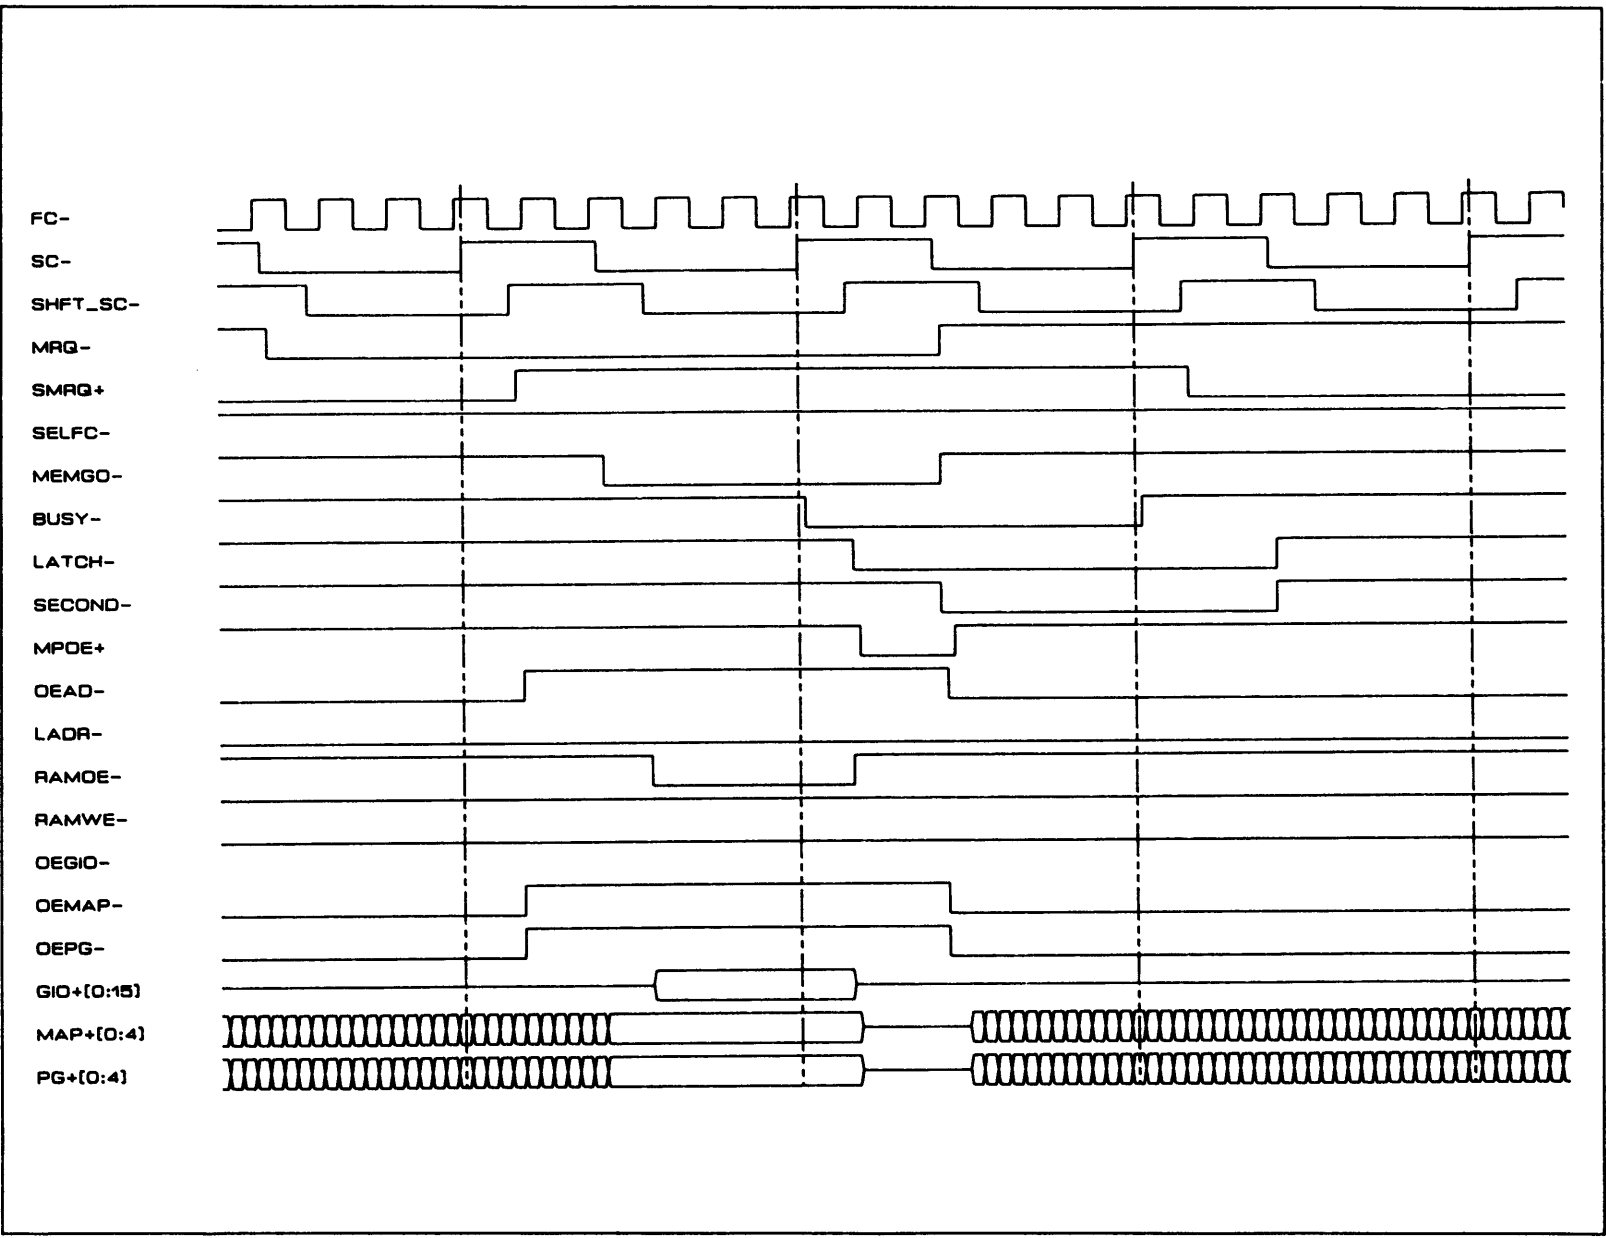 FC-
SC-
SHFT_SC-
MRQ-
SMRQ+
SELFC-
MEMGO-
BUSY-
LATCH-
SECOND-
MPOE+
OEAD-
LADR-
RAMOE-
RAMWE-
OEGIO-
OEMAP-
OEPG-
GIO+[0:15]
MAP+[0:4]
PG+[0:4]